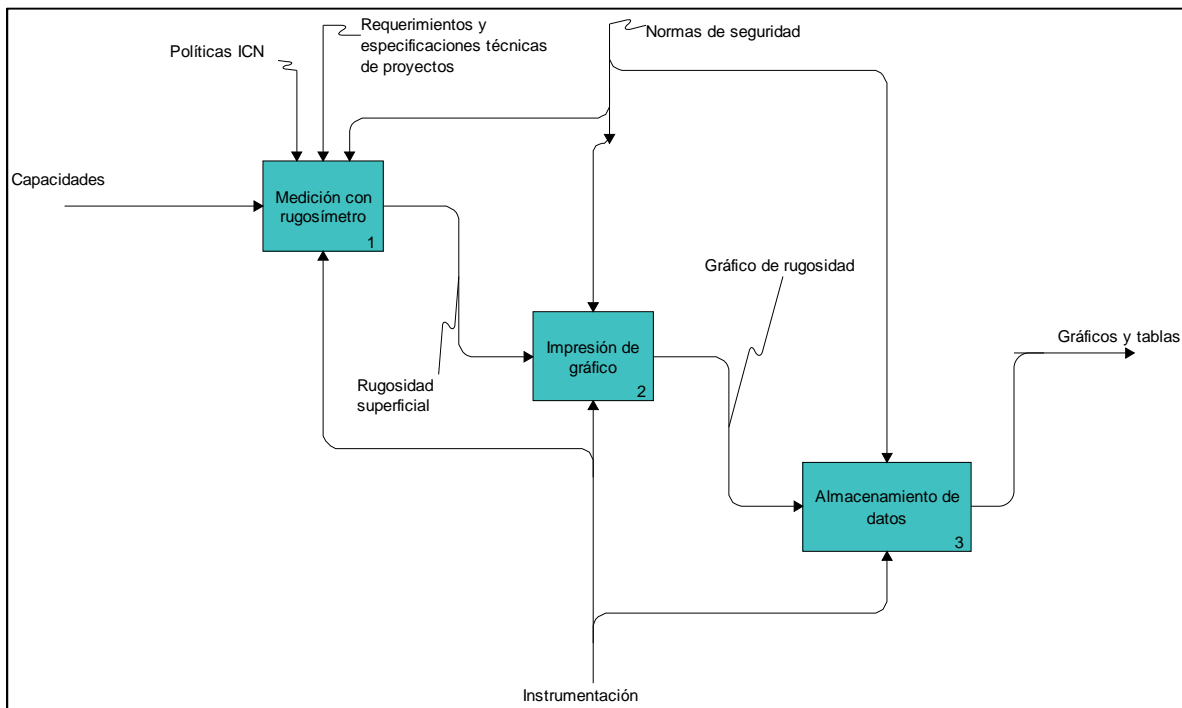 Requerimientos y
especificaciones técnicas
de proyectos
Normas de seguridad
Políticas ICN
Capacidades
Medición con
rugosímetro
1
Gráfico de rugosidad
Gráficos y tablas
Impresión de
gráfico
2
Rugosidad
superficial
Almacenamiento de
datos
3
Instrumentación